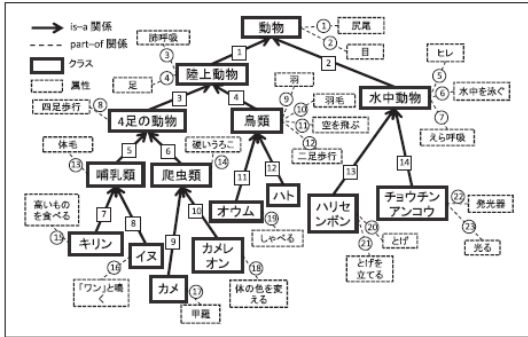 is-a 関係
part-of 関係
クラス
属性
動物
① 尻尾
② 目
肺呼吸
③
1
2
足
④
陸上動物
ヒレ
⑤
水中を泳ぐ
⑥
⑦
えら呼吸
水中動物
四足歩行
⑧
3
4
羽
⑨
羽毛
⑩
空を飛ぶ
⑪
⑫
二足歩行
4足の動物
鳥類
体毛
⑬
5
6
硬いうろこ
⑭
哺乳類
爬虫類
11
12
13
14
オウム
ハト
⑲
しゃべる
ハリセ
ンボン
⑳
とげ
㉑
とげを
立てる
チョウチン
アンコウ
㉒
発光器
㉓
光る
高いもの
を食べる
⑮
7
8
キリン
イヌ
⑯
「ワン」と鳴
く
9
10
カメ
⑰
甲羅
カメレ
オン
⑱
体の色を変
える